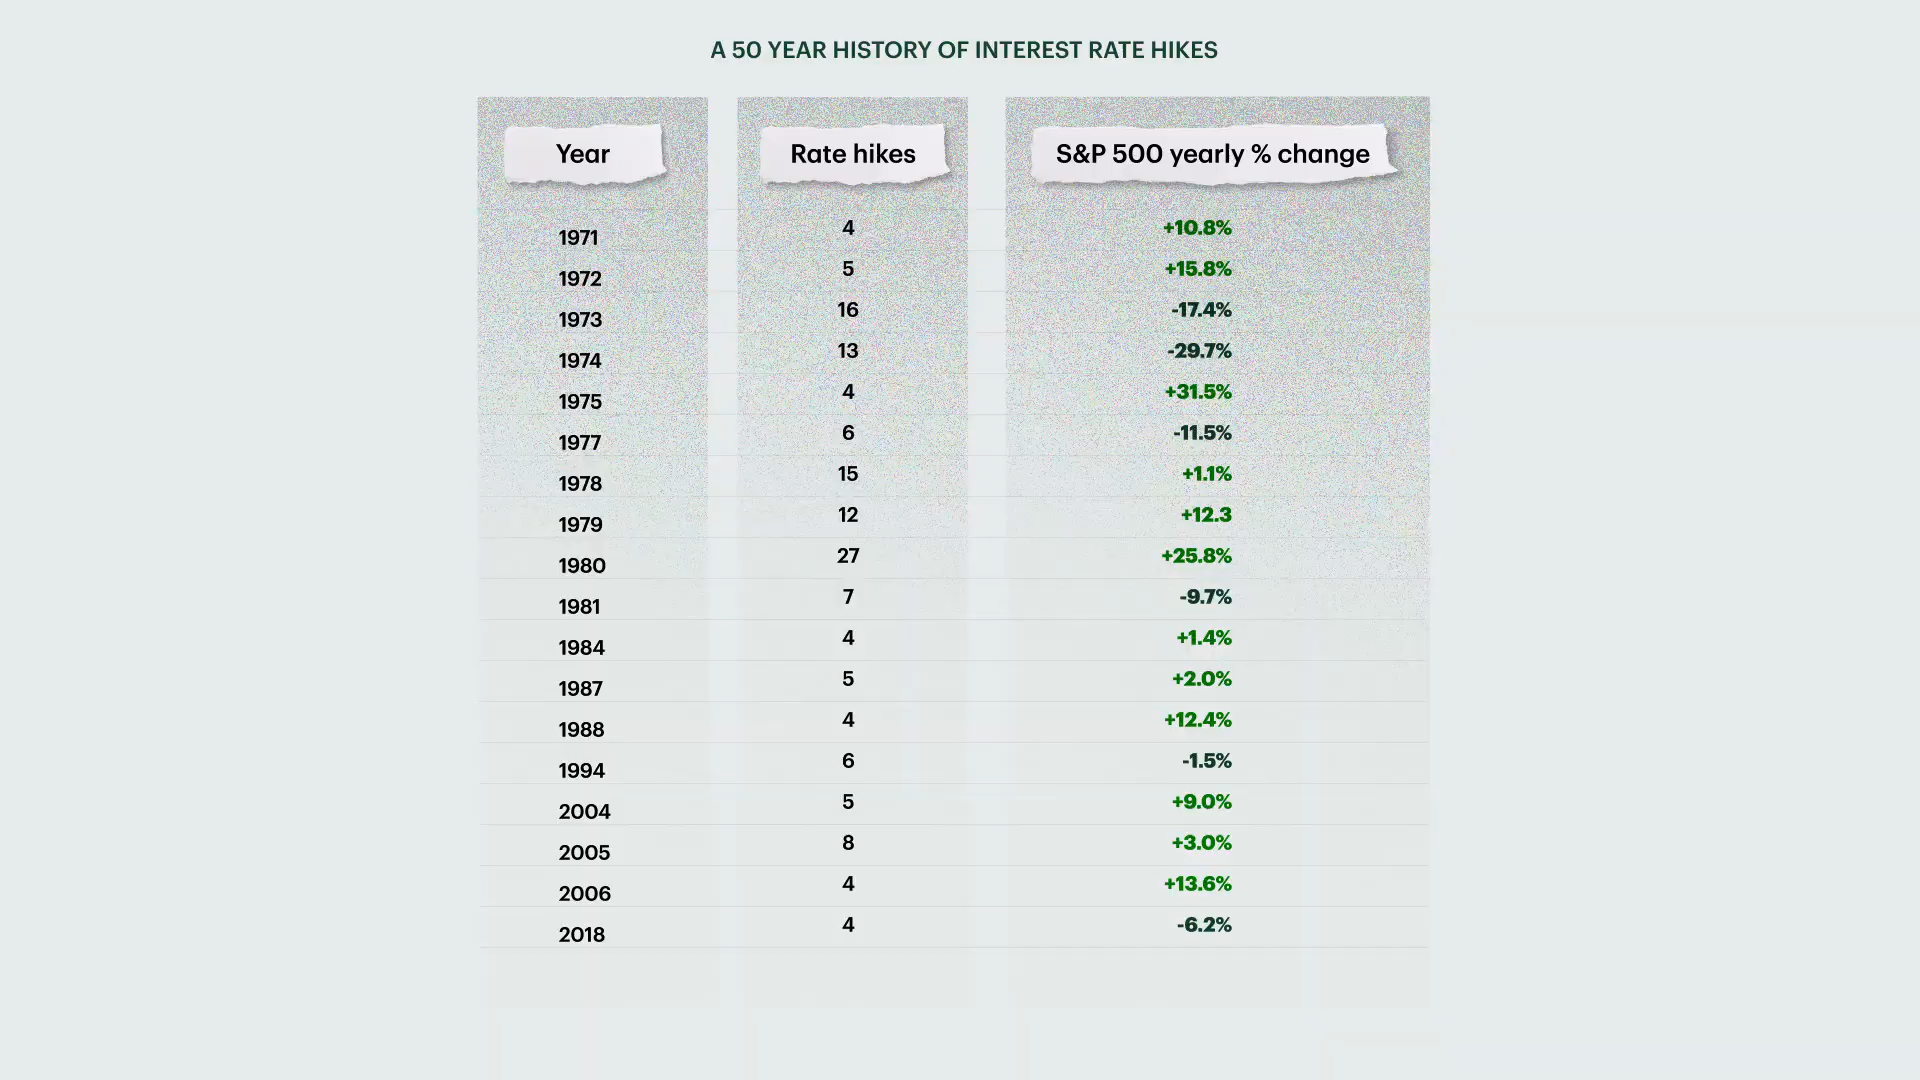 A 50 YEAR HISTORY OF INTEREST RATE HIKES
Year Rate hikes S&P 500 yearly % change
1971 4 +10.8%
1972 5 +15.8%
1973 16 -17.4%
1974 13 -29.7%
1975 4 +31.5%
1977 6 -11.5%
1978 15 +1.1%
1979 12 +12.3
1980 27 +25.8%
1981 7 -9.7%
1984 4 +1.4%
1987 5 +2.0%
1988 4 +12.4%
1994 6 -1.5%
2004 5 +9.0%
2005 8 +3.0%
2006 4 +13.6%
2018 4 -6.2%